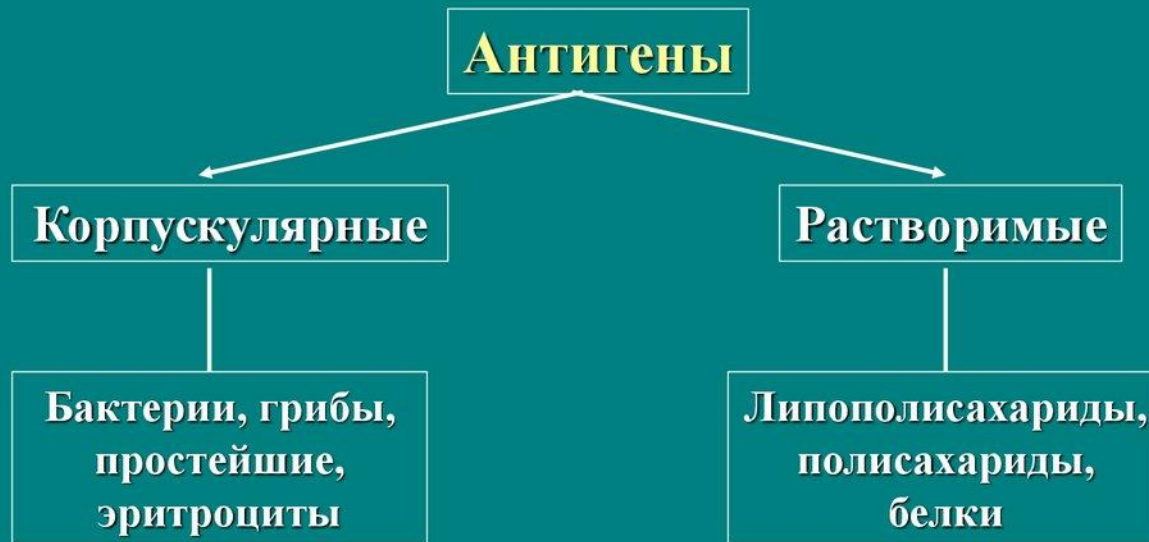 Антигены
Корпускулярные
Растворимые
Бактерии, грибы,
простейшие,
эритроциты
Липополисахариды,
полисахариды,
белки